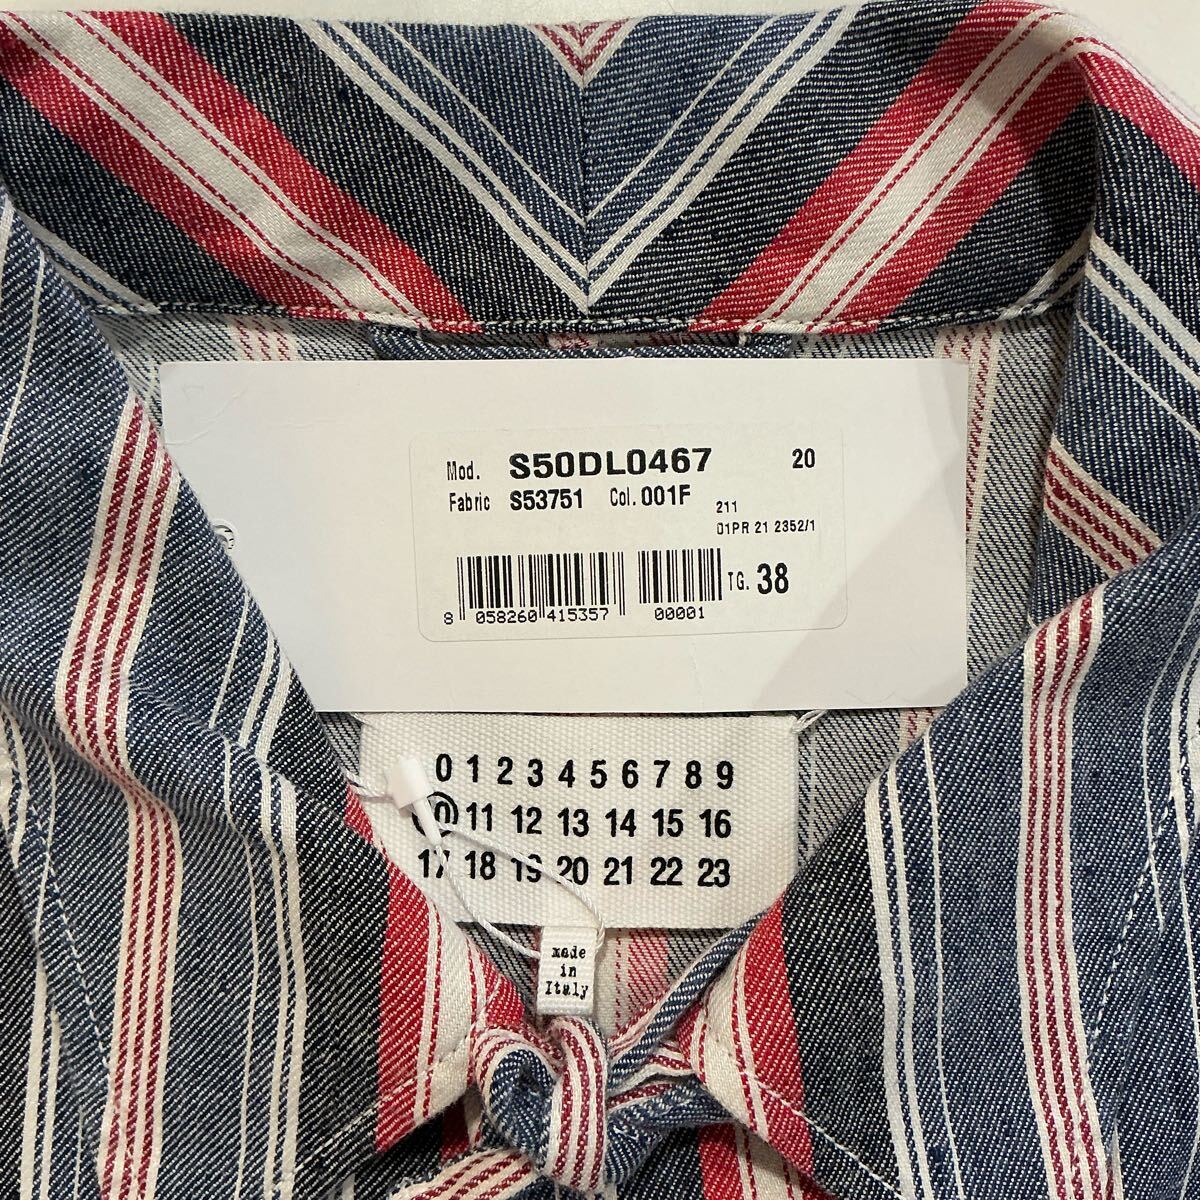 Mod. S50DL0467 20
Fabric S53751 Col. 001F
211
01PR 21 2352/1
TG. 38
8 058260 415357 00001
0 1 2 3 4 5 6 7 8 9
11 12 13 14 15 16
17 18 19 20 21 22 23
made
in
Italy